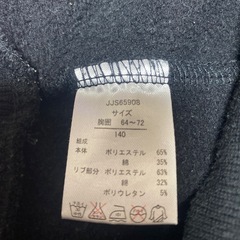 JJS65908
サイズ
胸囲 64～72
140
組成
本体 ポリエステル 65%
綿 35%
リブ部分 ポリエステル 63%
綿 32%
ポリウレタン 5%